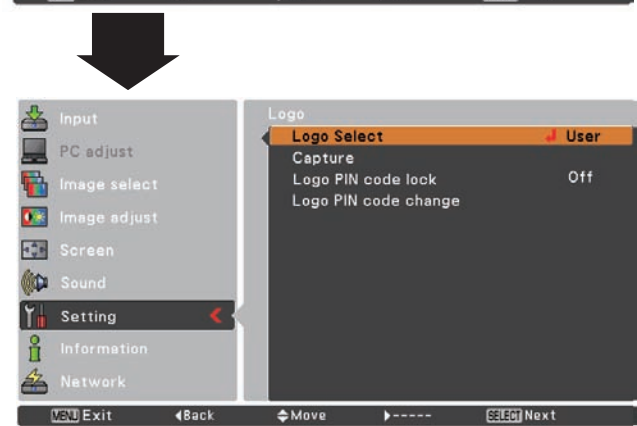 Input
PC adjust
Image select
Image adjust
Screen
Sound
Setting
Information
Network
Logo
Logo Select User
Capture
Logo PIN code lock Off
Logo PIN code change
MENU Exit ◀Back Move ▶----- SELECT Next